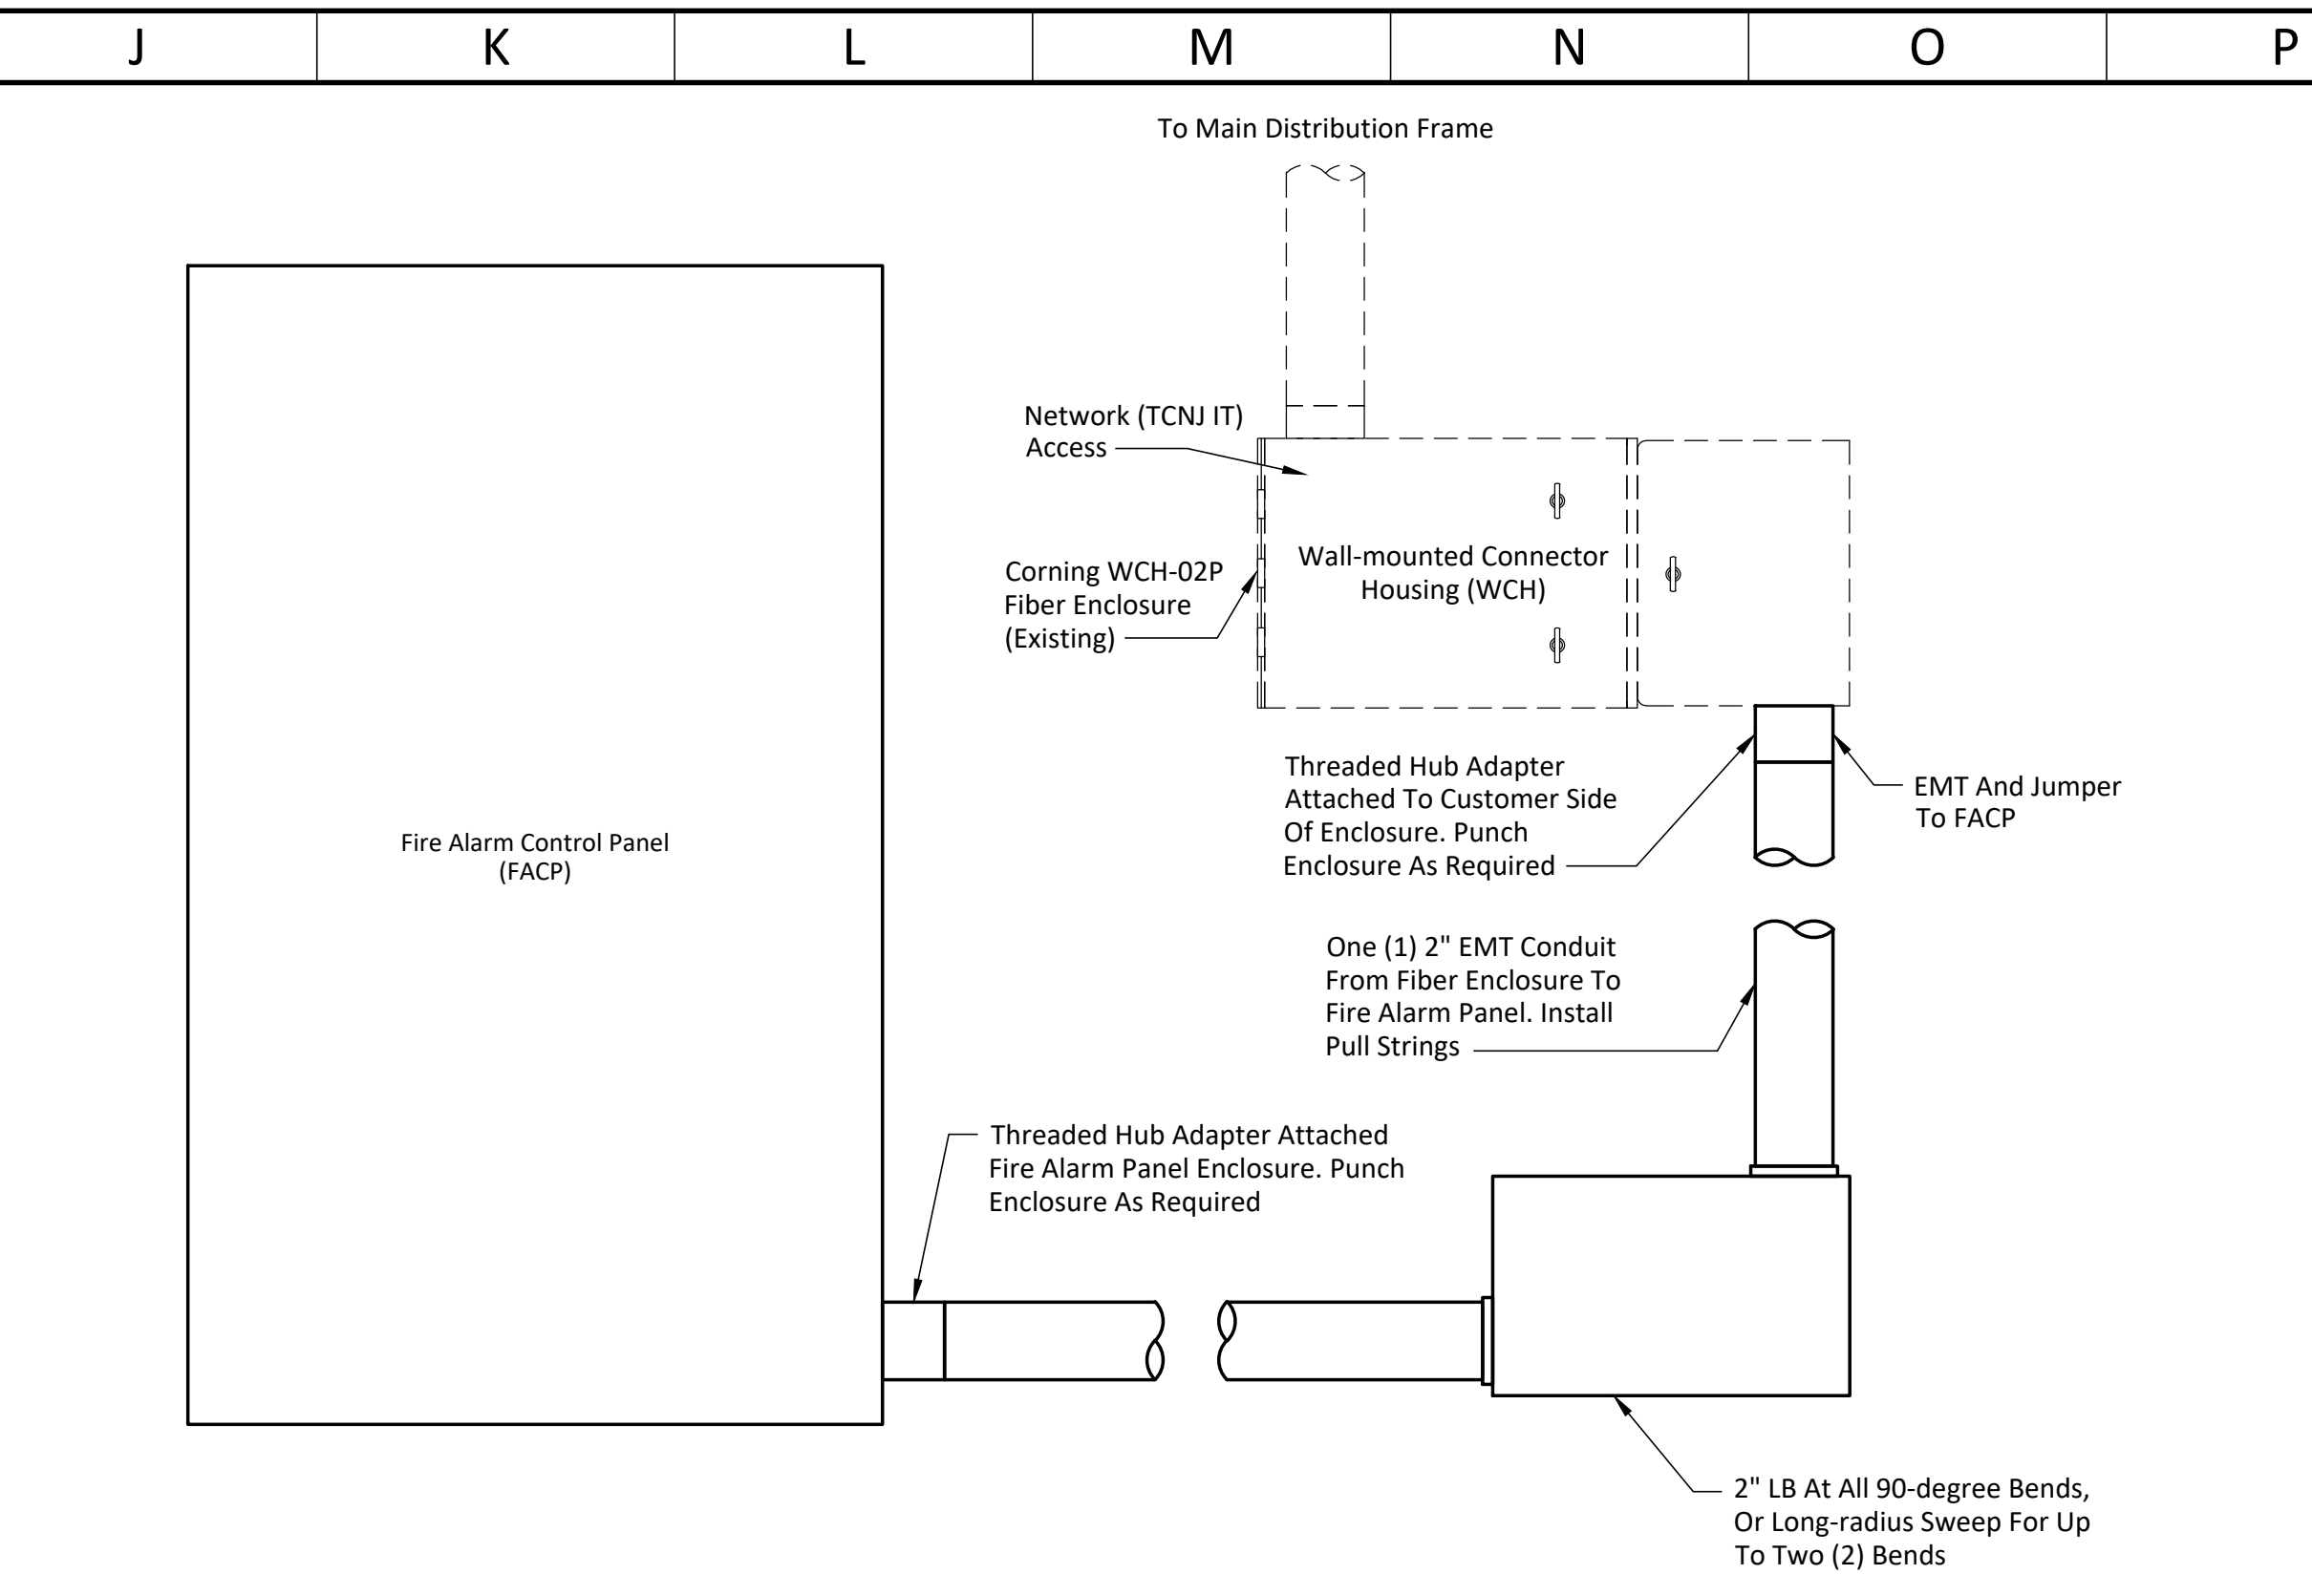 J K L M N O P
To Main Distribution Frame
Network (TCNJ IT)
Access
Corning WCH-02P
Fiber Enclosure
(Existing)
Wall-mounted Connector
Housing (WCH)
Threaded Hub Adapter
Attached To Customer Side
Of Enclosure. Punch
Enclosure As Required
EMT And Jumper
To FACP
Fire Alarm Control Panel
(FACP)
One (1) 2" EMT Conduit
From Fiber Enclosure To
Fire Alarm Panel. Install
Pull Strings
Threaded Hub Adapter Attached
Fire Alarm Panel Enclosure. Punch
Enclosure As Required
2" LB At All 90-degree Bends,
Or Long-radius Sweep For Up
To Two (2) Bends